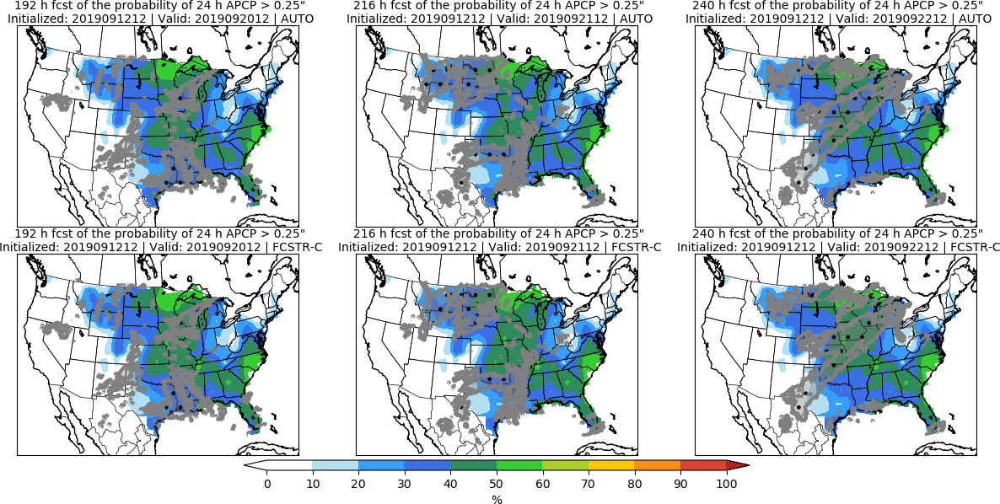 192 h fcst of the probability of 24 h APCP > 0.25"
Initialized: 2019091212 | Valid: 2019092012 | AUTO
216 h fcst of the probability of 24 h APCP > 0.25"
Initialized: 2019091212 | Valid: 2019092112 | AUTO
240 h fcst of the probability of 24 h APCP > 0.25"
Initialized: 2019091212 | Valid: 2019092212 | AUTO
192 h fcst of the probability of 24 h APCP > 0.25"
Initialized: 2019091212 | Valid: 2019092012 | FCSTR-C
216 h fcst of the probability of 24 h APCP > 0.25"
Initialized: 2019091212 | Valid: 2019092112 | FCSTR-C
240 h fcst of the probability of 24 h APCP > 0.25"
Initialized: 2019091212 | Valid: 2019092212 | FCSTR-C
0 10 20 30 40 50 60 70 80 90 100
%